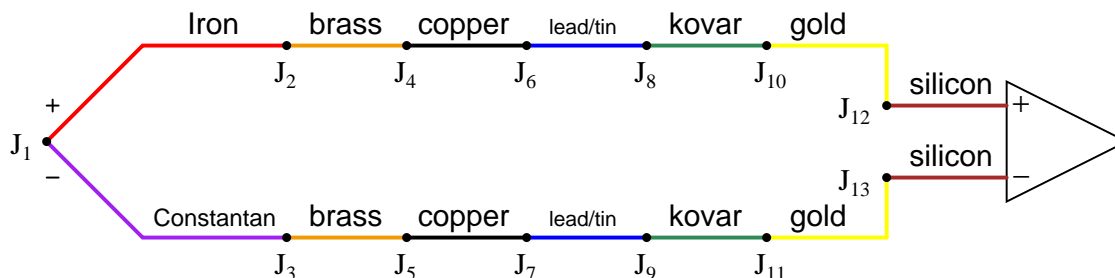 Iron brass copper lead/tin kovar gold
J2 J4 J6 J8 J10
silicon
+ J12 +
J1
silicon
− J13 −
Constantan brass copper lead/tin kovar gold
J3 J5 J7 J9 J11